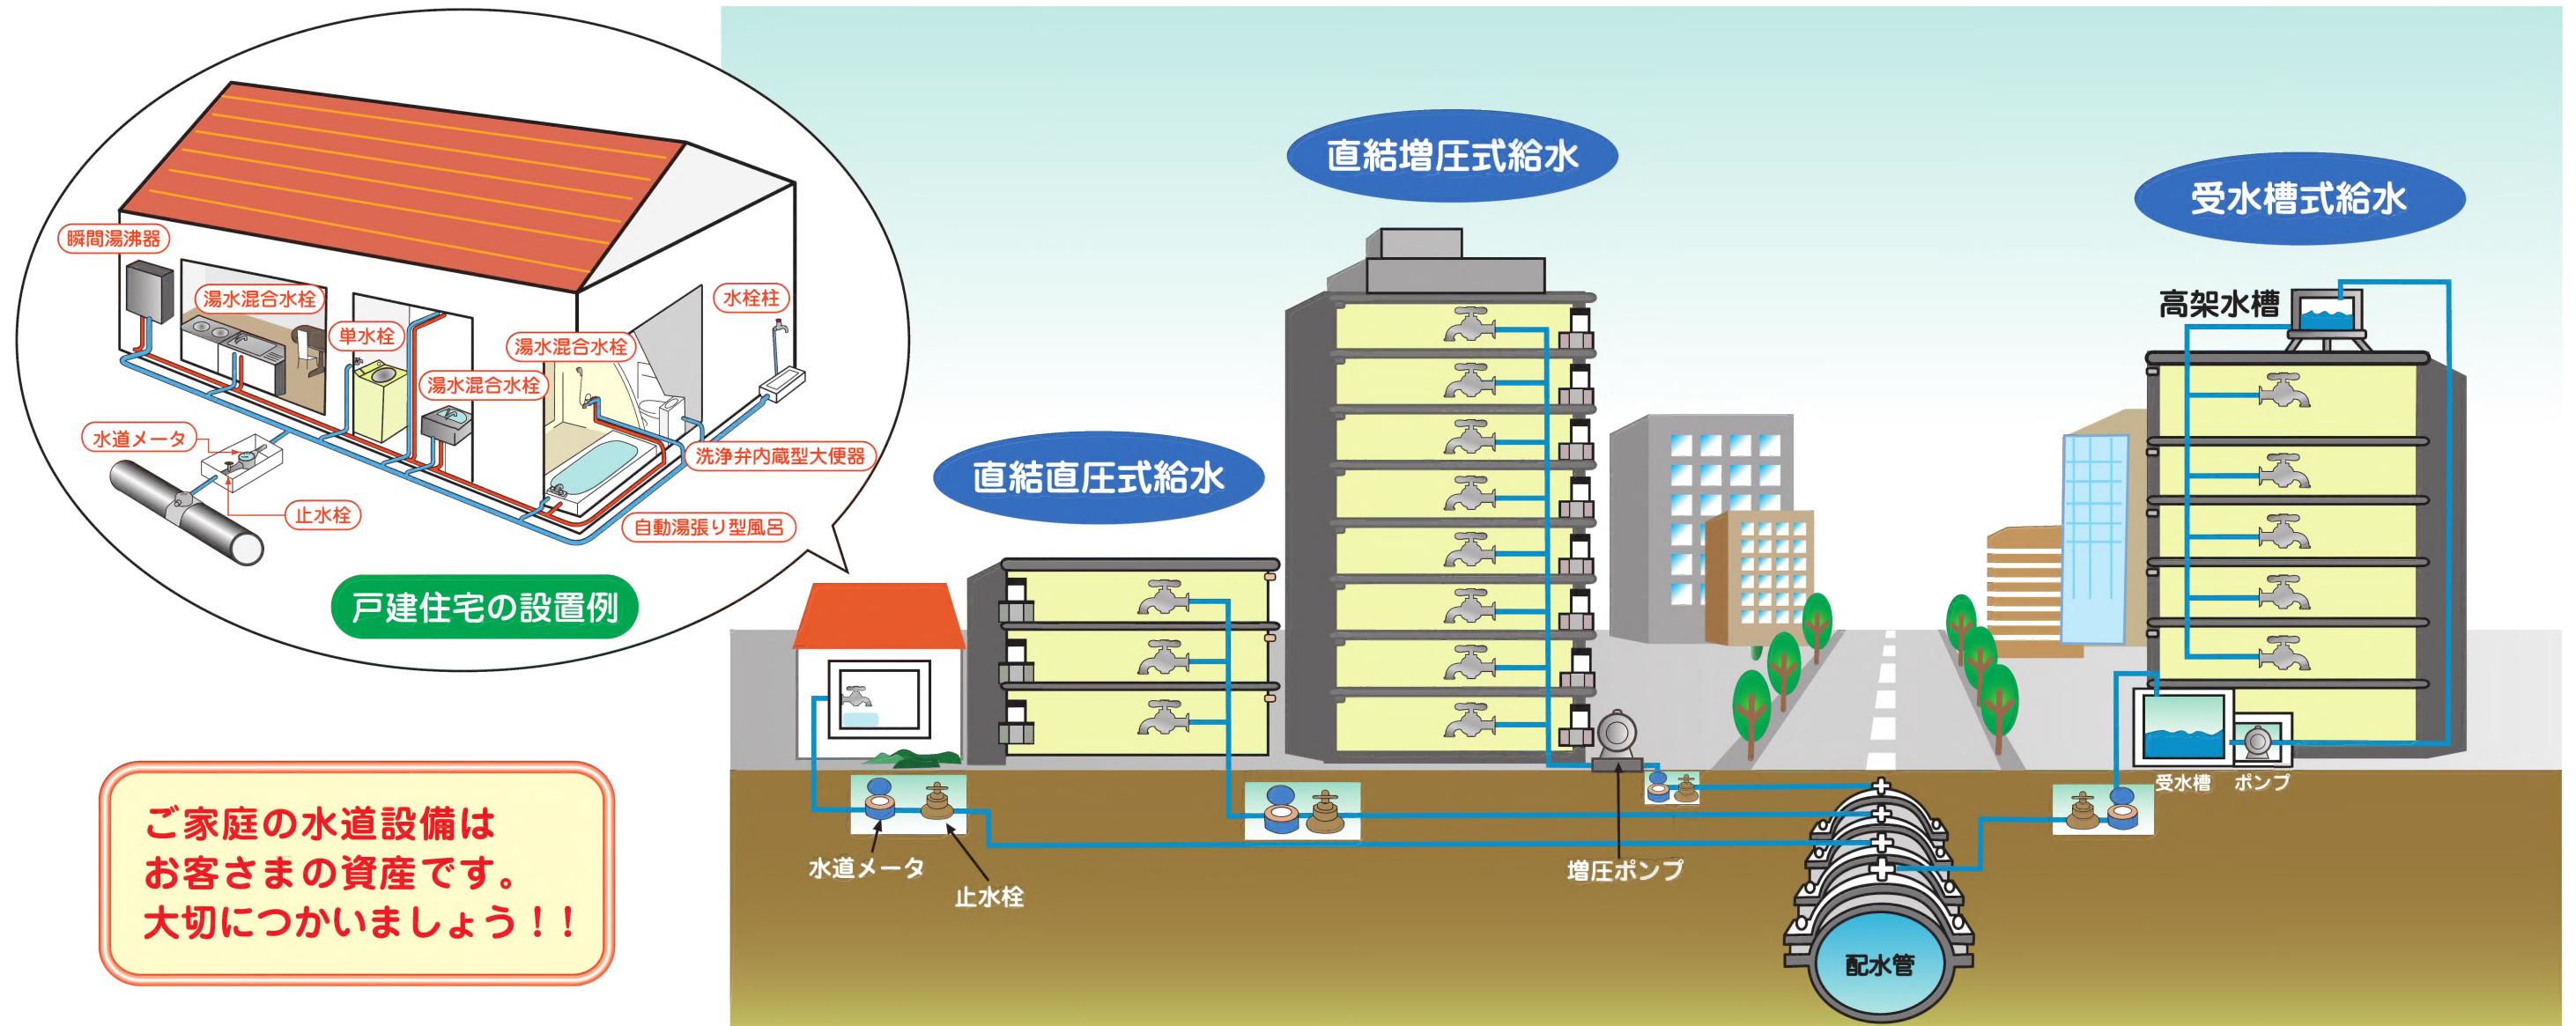 瞬間湯沸器
湯水混合水栓
単水栓
湯水混合水栓
湯水混合水栓
水栓柱
水道メータ
止水栓
洗浄弁内蔵型大便器
自動湯張り型風呂
戸建住宅の設置例
ご家庭の水道設備は
お客さまの資産です。
大切につかいましょう！！
直結直圧式給水
直結増圧式給水
受水槽式給水
高架水槽
受水槽
ポンプ
水道メータ
止水栓
増圧ポンプ
配水管